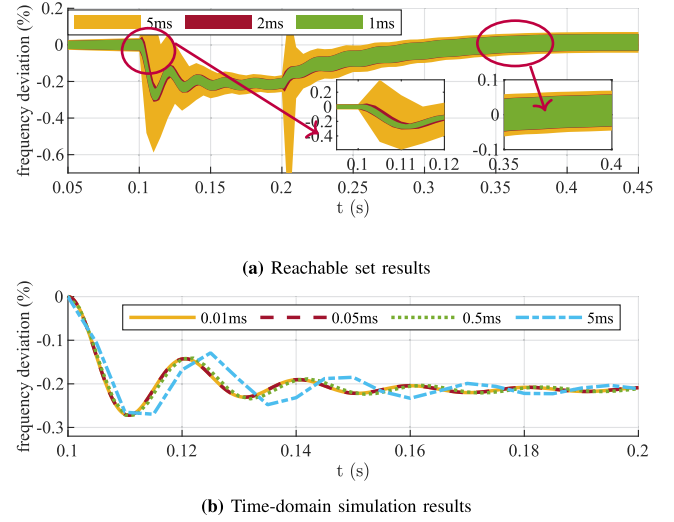 frequency deviation (%)
5ms 2ms 1ms
0.2
0
-0.2
-0.4
-0.6
0.2
0
-0.2
-0.4
0.1 0.11 0.12
0.1
0
-0.1
0.35 0.4
0.05 0.1 0.15 0.2 0.25 0.3 0.35 0.4 0.45
t (s)
(a) Reachable set results
frequency deviation (%)
0.01ms 0.05ms 0.5ms 5ms
0
-0.1
-0.2
-0.3
0.1 0.12 0.14 0.16 0.18 0.2
t (s)
(b) Time-domain simulation results